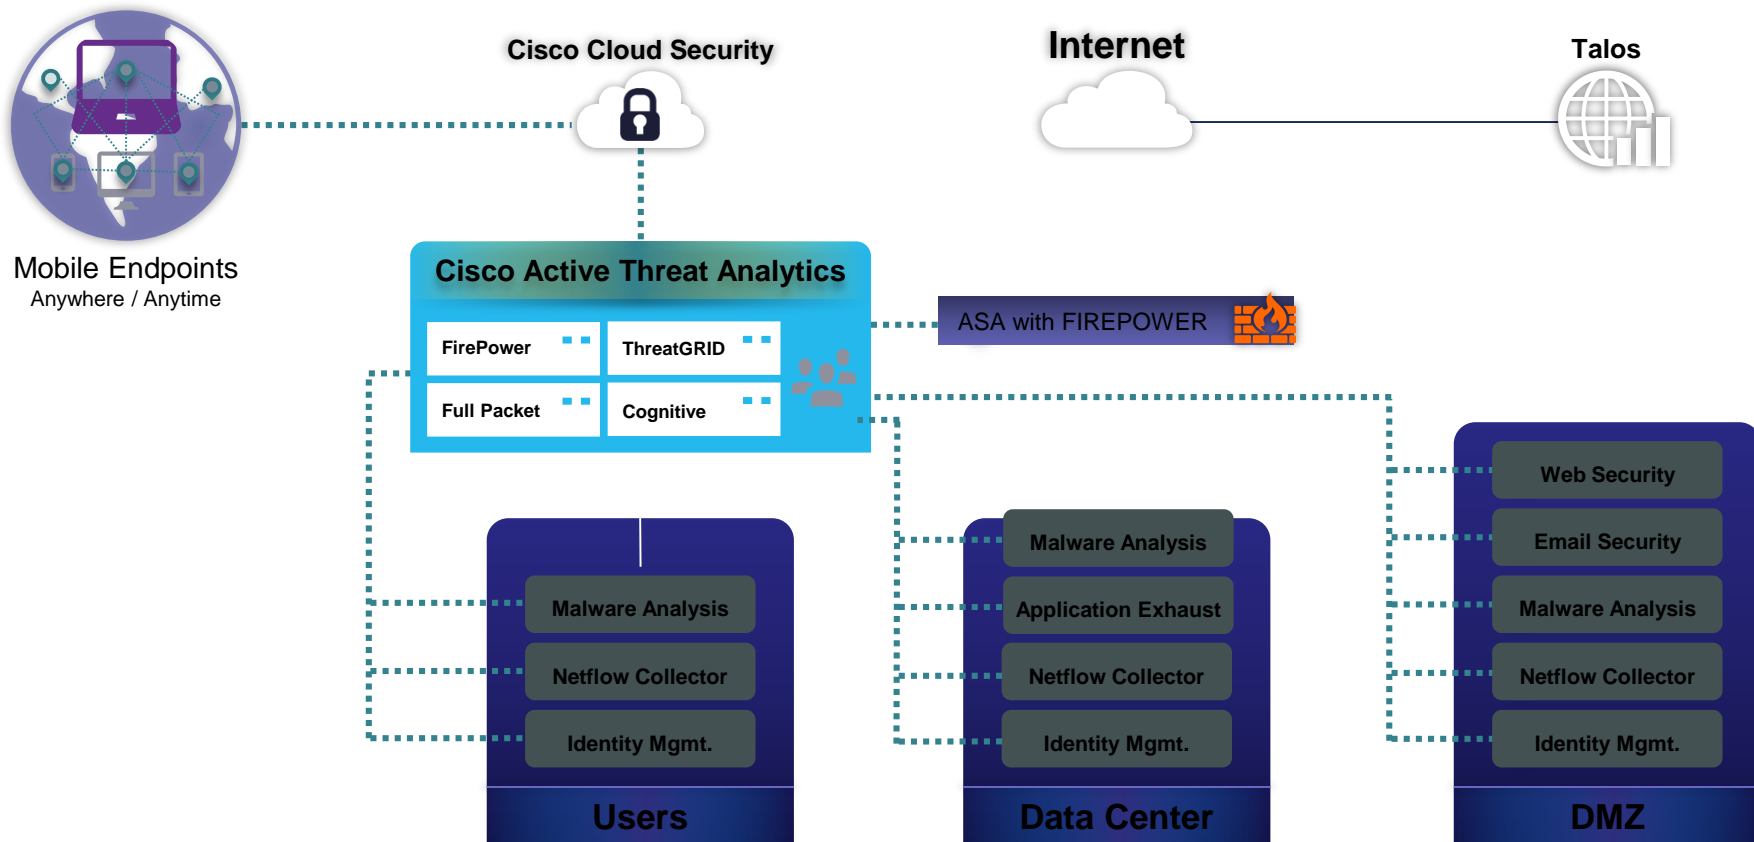 Cisco Cloud Security
Internet
Talos
Mobile Endpoints
Anywhere / Anytime
Cisco Active Threat Analytics
FirePower
ThreatGRID
Full Packet
Cognitive
ASA with FIREPOWER
Malware Analysis
Netflow Collector
Identity Mgmt.
Users
Malware Analysis
Application Exhaust
Netflow Collector
Identity Mgmt.
Data Center
Web Security
Email Security
Malware Analysis
Netflow Collector
Identity Mgmt.
DMZ